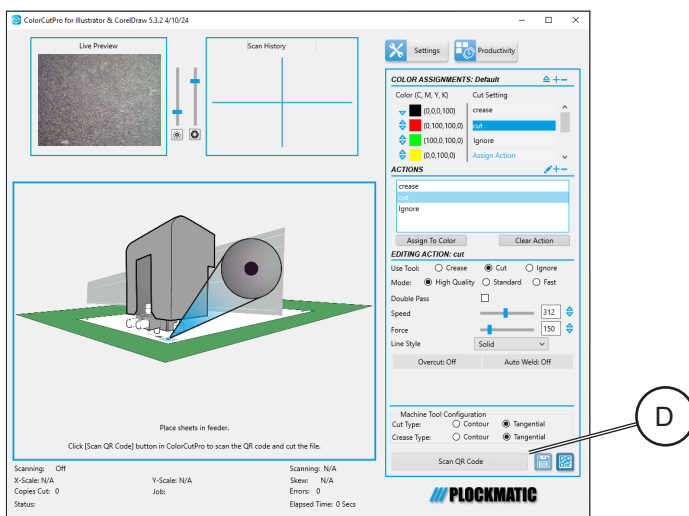 ColorCutPro for Illustrator & CorelDraw 5.3.2 4/10/24
Live Preview
Scan History
Settings
Productivity
COLOR ASSIGNMENTS: Default
Color (C, M, Y, K) Cut Setting
(0,0,0,100) crease
(0,100,100,0) cut
(100,0,100,0) Ignore
(0,0,100,0) Assign Action
ACTIONS
crease
cut
Ignore
Assign To Color Clear Action
EDITING ACTION: cut
Use Tool: Crease Cut Ignore
Mode: High Quality Standard Fast
Double Pass
Speed 312
Force 150
Line Style Solid
Overcut: Off Auto Weld: Off
Machine Tool Configuration
Cut Type: Contour Tangential
Crease Type: Contour Tangential
Scan QR Code
D
Place sheets in feeder.
Click [Scan QR Code] button in ColorCutPro to scan the QR code and cut the file.
Scanning: Off Scanning: N/A
X-Scale: N/A Y-Scale: N/A Skew: N/A
Copies Cut: 0 Job: Errors: 0
Status: Elapsed Time: 0 Secs
PLOCKMATIC